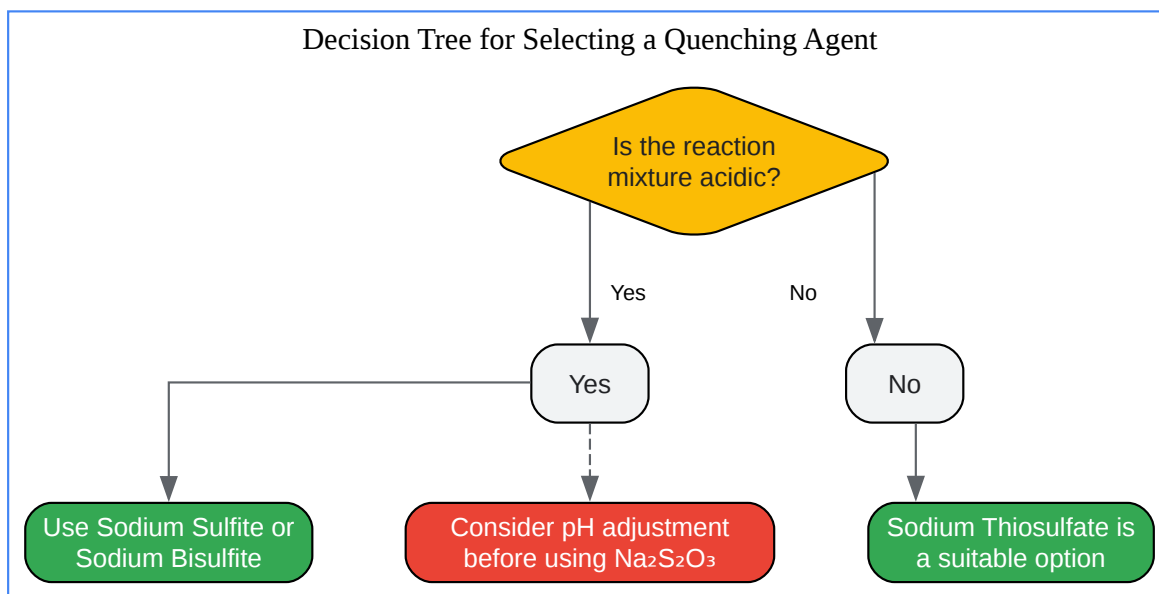 Decision Tree for Selecting a Quenching Agent
Is the reaction
mixture acidic?
Yes
No
Yes
No
Use Sodium Sulfite or
Sodium Bisulfite
Consider pH adjustment
before using Na₂S₂O₃
Sodium Thiosulfate is
a suitable option